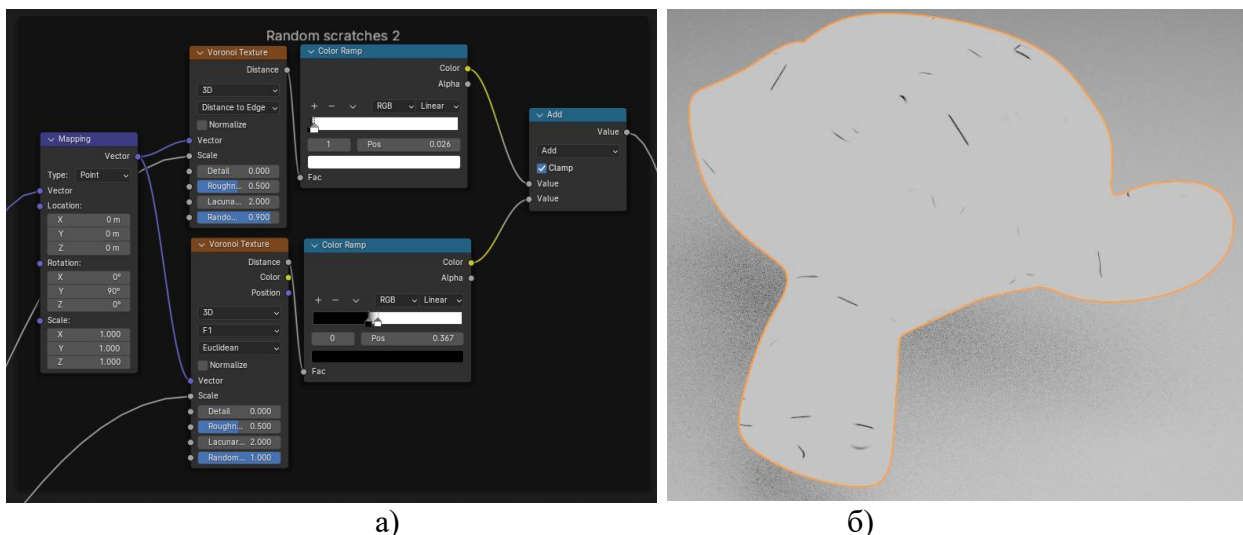 Random scratches 2
Mapping
Vector
Type: Point
Vector
Location:
X 0 m
Y 0 m
Z 0 m
Rotation:
X 0°
Y 90°
Z 0°
Scale:
X 1.000
Y 1.000
Z 1.000
Voronoi Texture
Distance
3D
Distance to Edge
Normalize
Vector
Scale
Detail 0.000
Roughn... 0.500
Lacuna... 2.000
Rando... 0.900
Color Ramp
Color
Alpha
+ − RGB Linear
1 Pos 0.026
Fac
Voronoi Texture
Distance
Color
Position
3D
F1
Euclidean
Normalize
Vector
Scale
Detail 0.000
Roughn... 0.500
Lacunar... 2.000
Random... 1.000
Color Ramp
Color
Alpha
+ − RGB Linear
0 Pos 0.367
Fac
Add
Value
Add
Clamp
Value
Value
а) б)